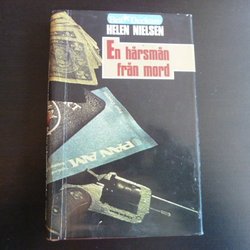 HELEN NIELSEN
En hårsmån
från mord
PAN AM